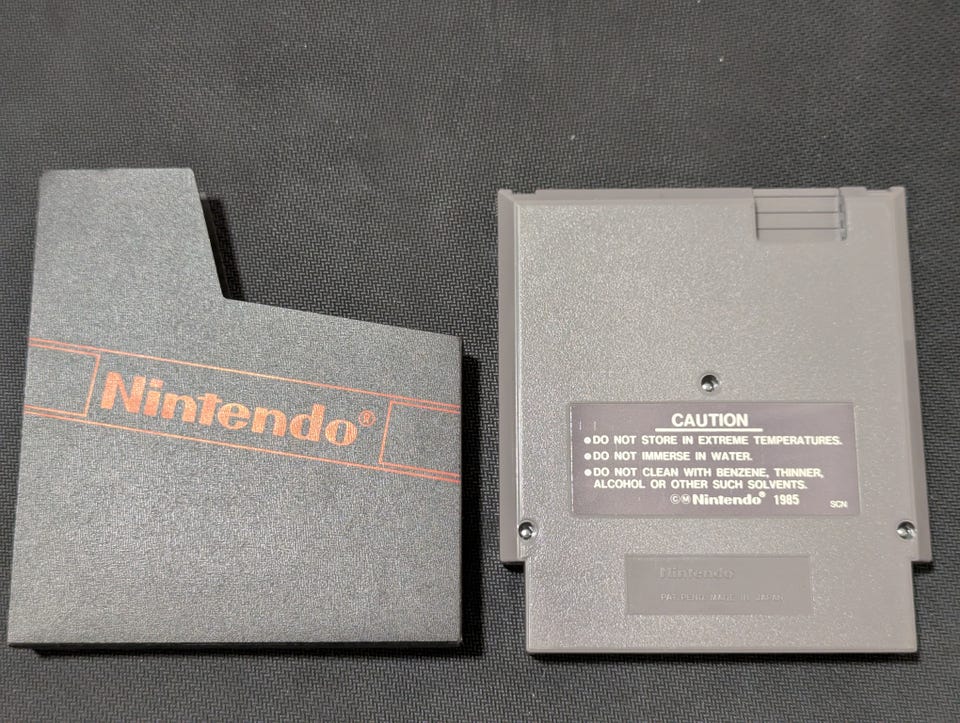 Nintendo®
CAUTION
●DO NOT STORE IN EXTREME TEMPERATURES.
●DO NOT IMMERSE IN WATER.
●DO NOT CLEAN WITH BENZENE, THINNER,
ALCOHOL OR OTHER SUCH SOLVENTS.
©Ⓜ Nintendo® 1985
SCN
Nintendo
PAT. PEND. MADE IN JAPAN